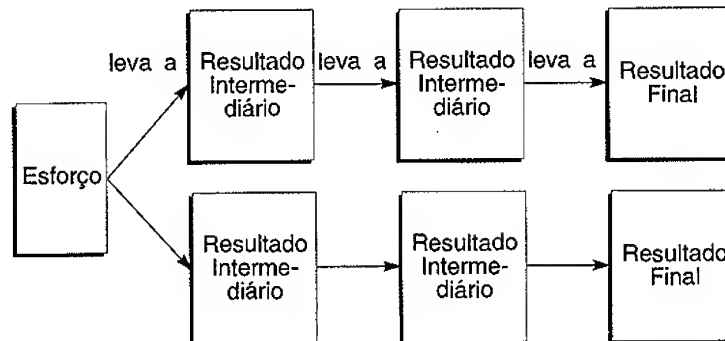 leva a
Resultado
Interme-
diário
leva a
Resultado
Interme-
diário
leva a
Resultado
Final
Esforço
Resultado
Interme-
diário
Resultado
Interme-
diário
Resultado
Final